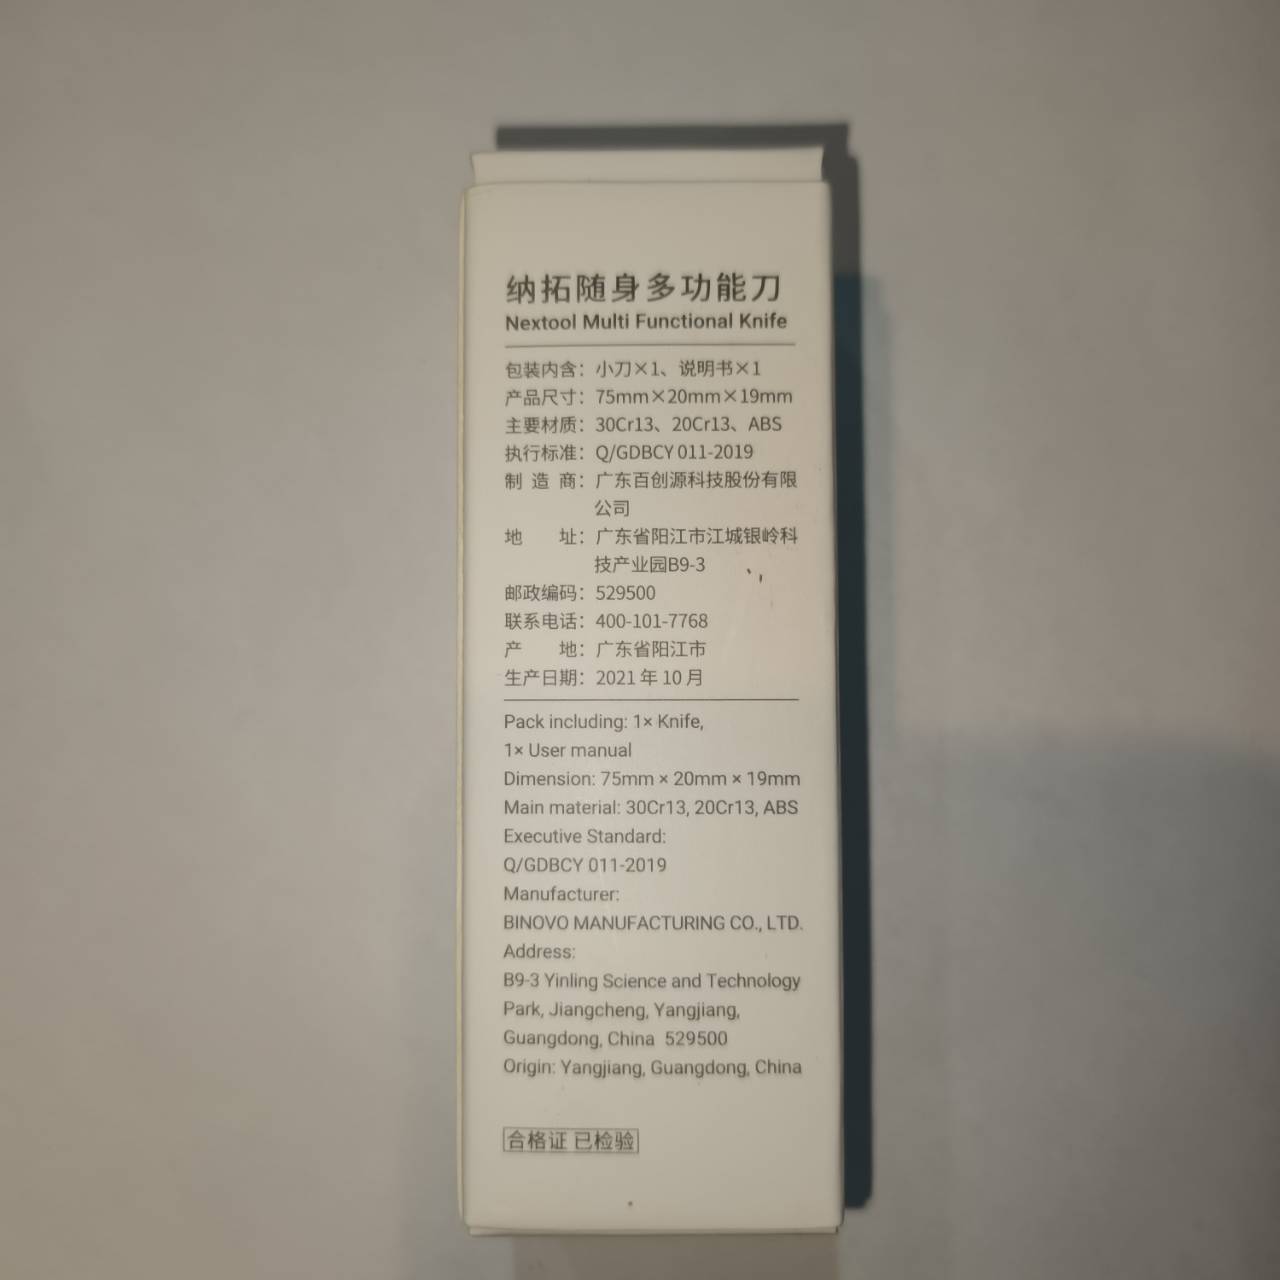 纳拓随身多功能刀
Nextool Multi Functional Knife
包装内含：小刀×1、说明书×1
产品尺寸：75mm×20mm×19mm
主要材质：30Cr13、20Cr13、ABS
执行标准：Q/GDBCY 011-2019
制 造 商：广东百创源科技股份有限
公司
地 址：广东省阳江市江城银岭科
技产业园B9-3
邮政编码：529500
联系电话：400-101-7768
产 地：广东省阳江市
生产日期：2021 年 10 月
Pack including: 1× Knife,
1× User manual
Dimension: 75mm × 20mm × 19mm
Main material: 30Cr13, 20Cr13, ABS
Executive Standard:
Q/GDBCY 011-2019
Manufacturer:
BINOVO MANUFACTURING CO., LTD.
Address:
B9-3 Yinling Science and Technology
Park, Jiangcheng, Yangjiang,
Guangdong, China 529500
Origin: Yangjiang, Guangdong, China
合格证 已检验